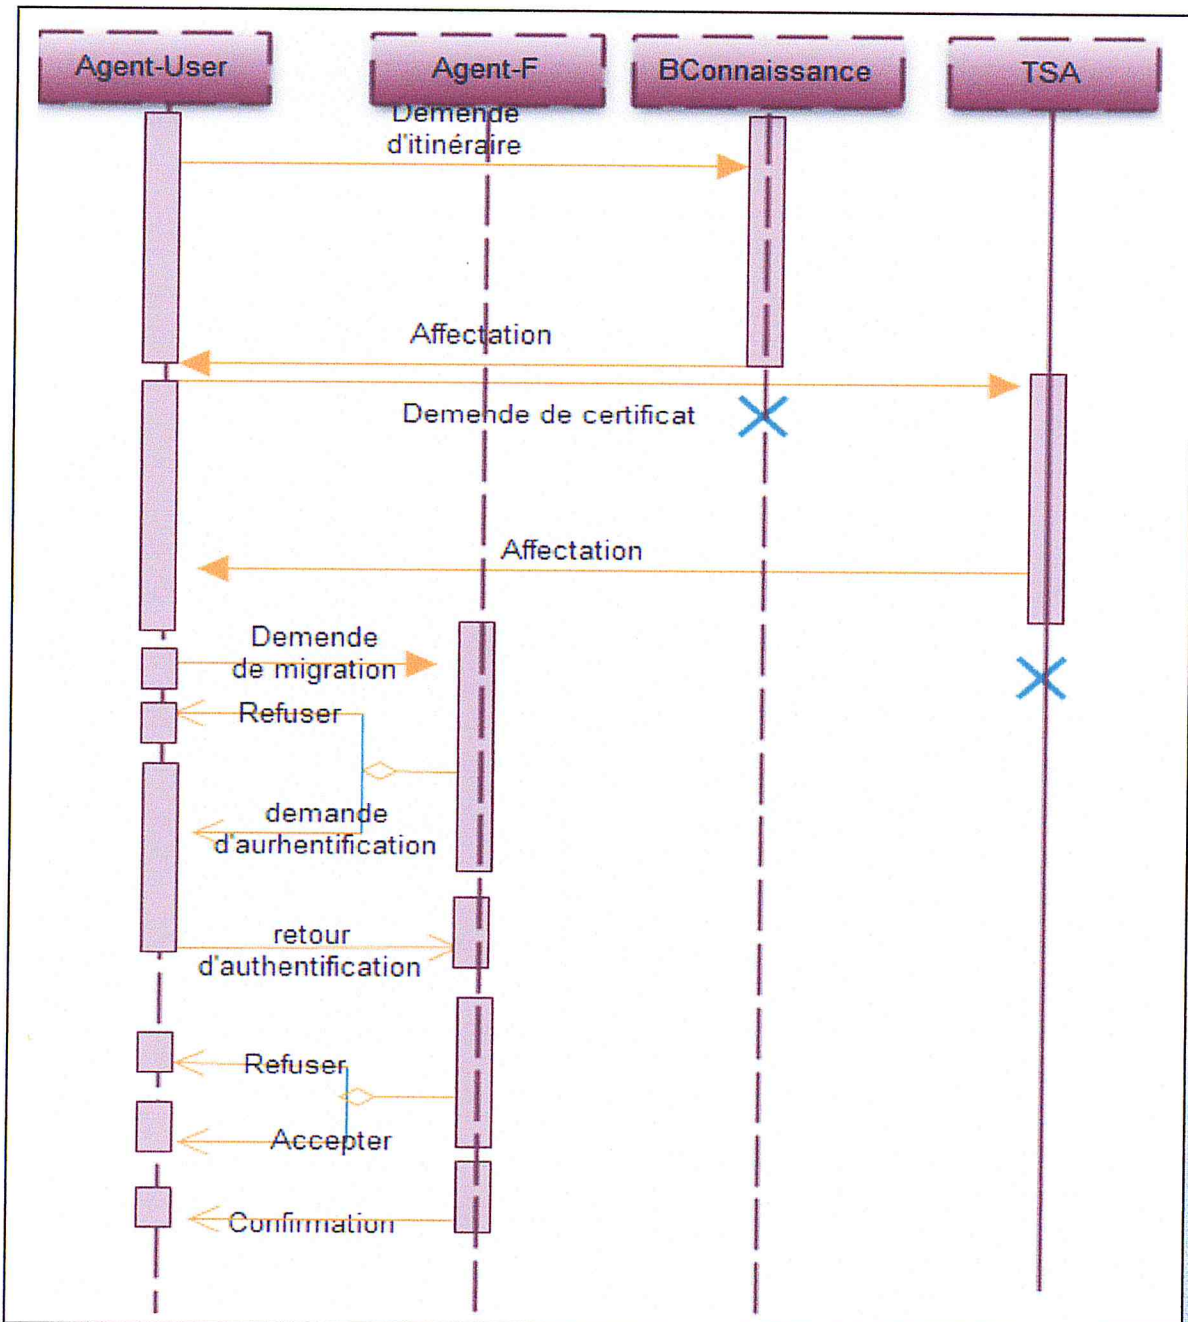 Agent-User
Agent-F
BConnaissance
TSA
Demende
d'itinéraire
Affectation
Demende de certificat
Affectation
Demende
de migration
Refuser
demande
d'aurhentification
retour
d'authentification
Refuser
Accepter
Confirmation